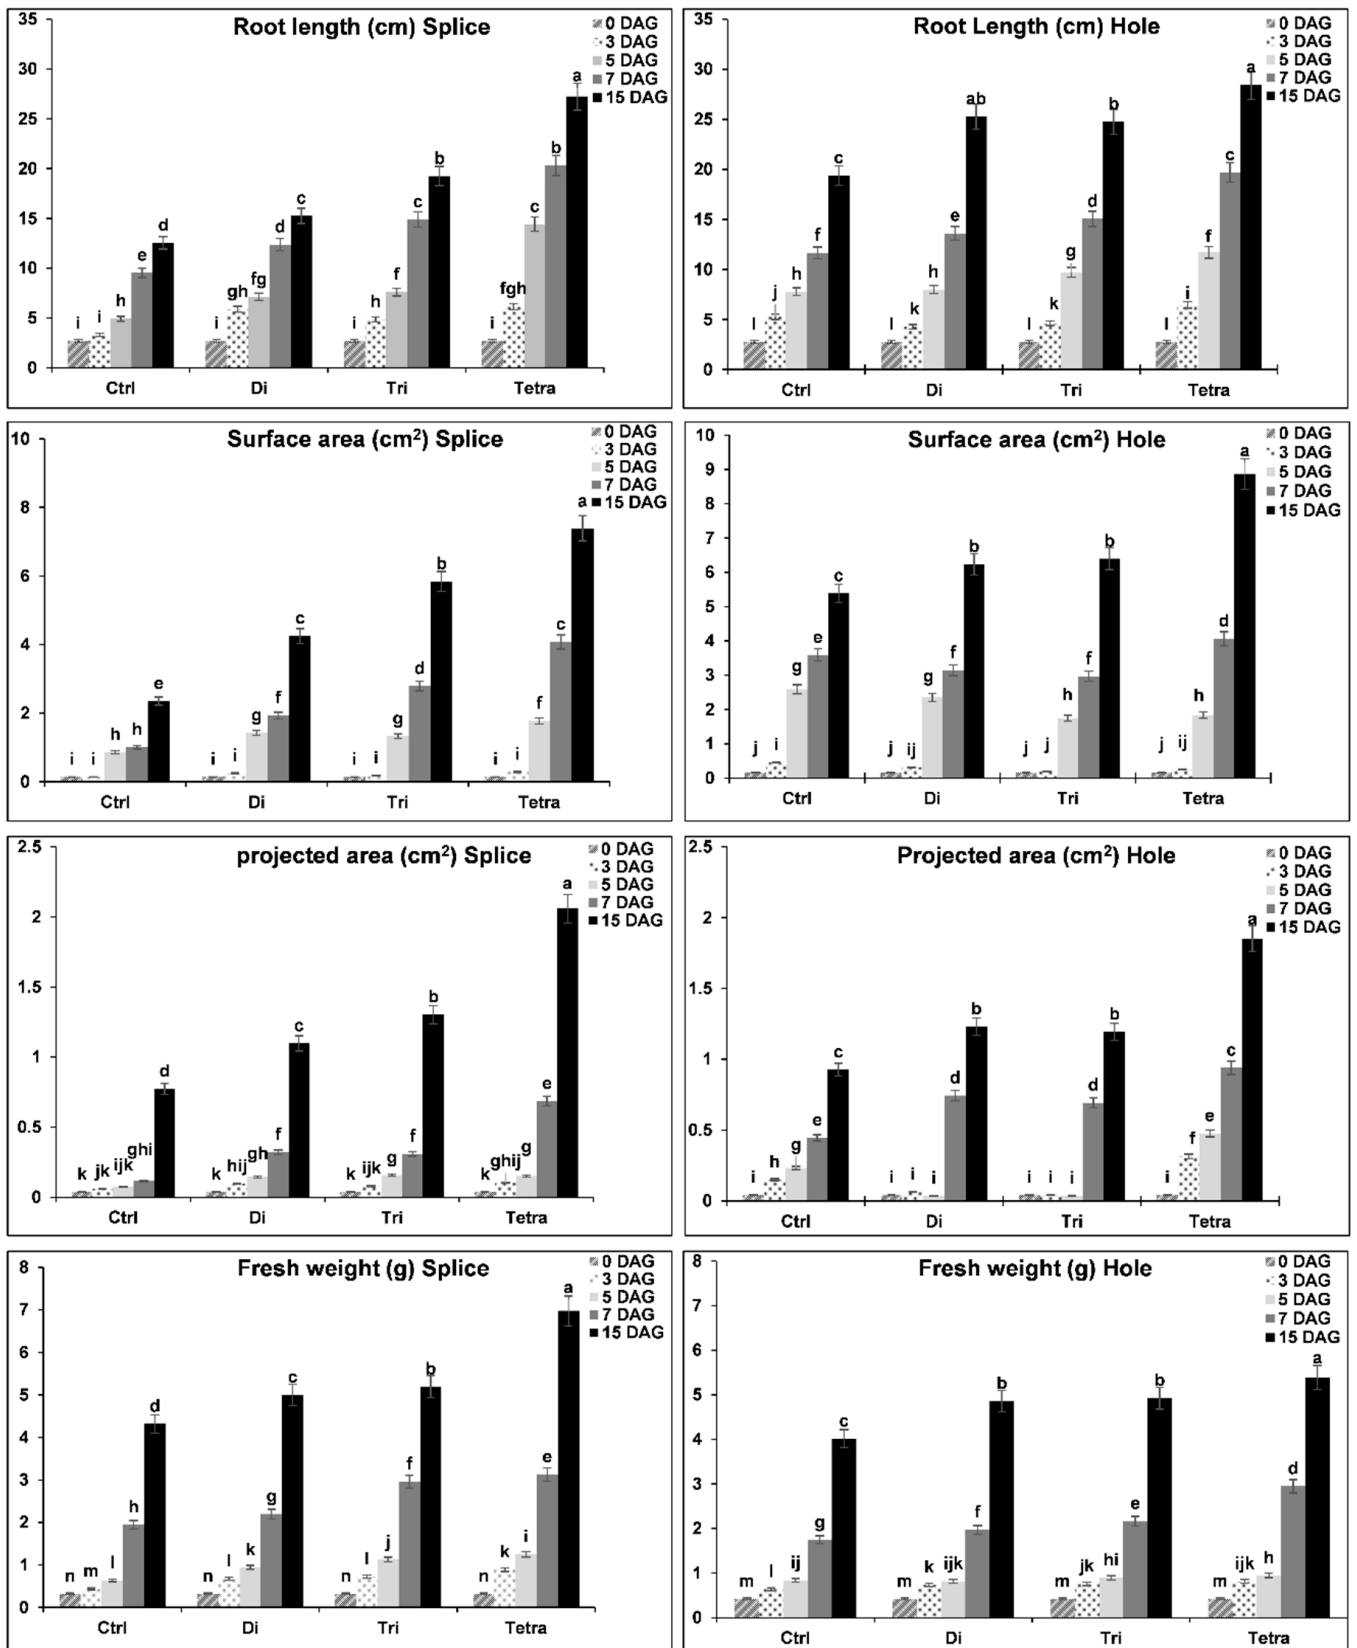 Root length (cm) Splice
0 DAG
3 DAG
5 DAG
7 DAG
15 DAG
35
30
25
20
15
10
5
0
i i h e d
i gh fg d c
i h f c b
i fgh c b a
Ctrl Di Tri Tetra
Root Length (cm) Hole
0 DAG
3 DAG
5 DAG
7 DAG
15 DAG
35
30
25
20
15
10
5
0
l j h f c
l k h e ab
l k g d b
l i f c a
Ctrl Di Tri Tetra
Surface area (cm²) Splice
0 DAG
3 DAG
5 DAG
7 DAG
15 DAG
10
8
6
4
2
0
i i h h e
i i g f c
i i g d b
i i f c a
Ctrl Di Tri Tetra
Surface area (cm²) Hole
0 DAG
3 DAG
5 DAG
7 DAG
15 DAG
10
9
8
7
6
5
4
3
2
1
0
j i g e c
j ij g f b
j j h f b
j ij h d a
Ctrl Di Tri Tetra
projected area (cm²) Splice
0 DAG
3 DAG
5 DAG
7 DAG
15 DAG
2.5
2
1.5
1
0.5
0
k jk ijk ghi d
k hij gh f c
k ijk g f b
k ghij g e a
Ctrl Di Tri Tetra
Projected area (cm²) Hole
0 DAG
3 DAG
5 DAG
7 DAG
15 DAG
2.5
2
1.5
1
0.5
0
i h g e c
i i i d b
i i i d b
i f e c a
Ctrl Di Tri Tetra
Fresh weight (g) Splice
0 DAG
3 DAG
5 DAG
7 DAG
15 DAG
8
7
6
5
4
3
2
1
0
n m l h d
n l k g c
n l j f b
n k i e a
Ctrl Di Tri Tetra
Fresh weight (g) Hole
0 DAG
3 DAG
5 DAG
7 DAG
15 DAG
8
7
6
5
4
3
2
1
0
m l ij g c
m k ijk f b
m jk hi e b
m ijk h d a
Ctrl Di Tri Tetra